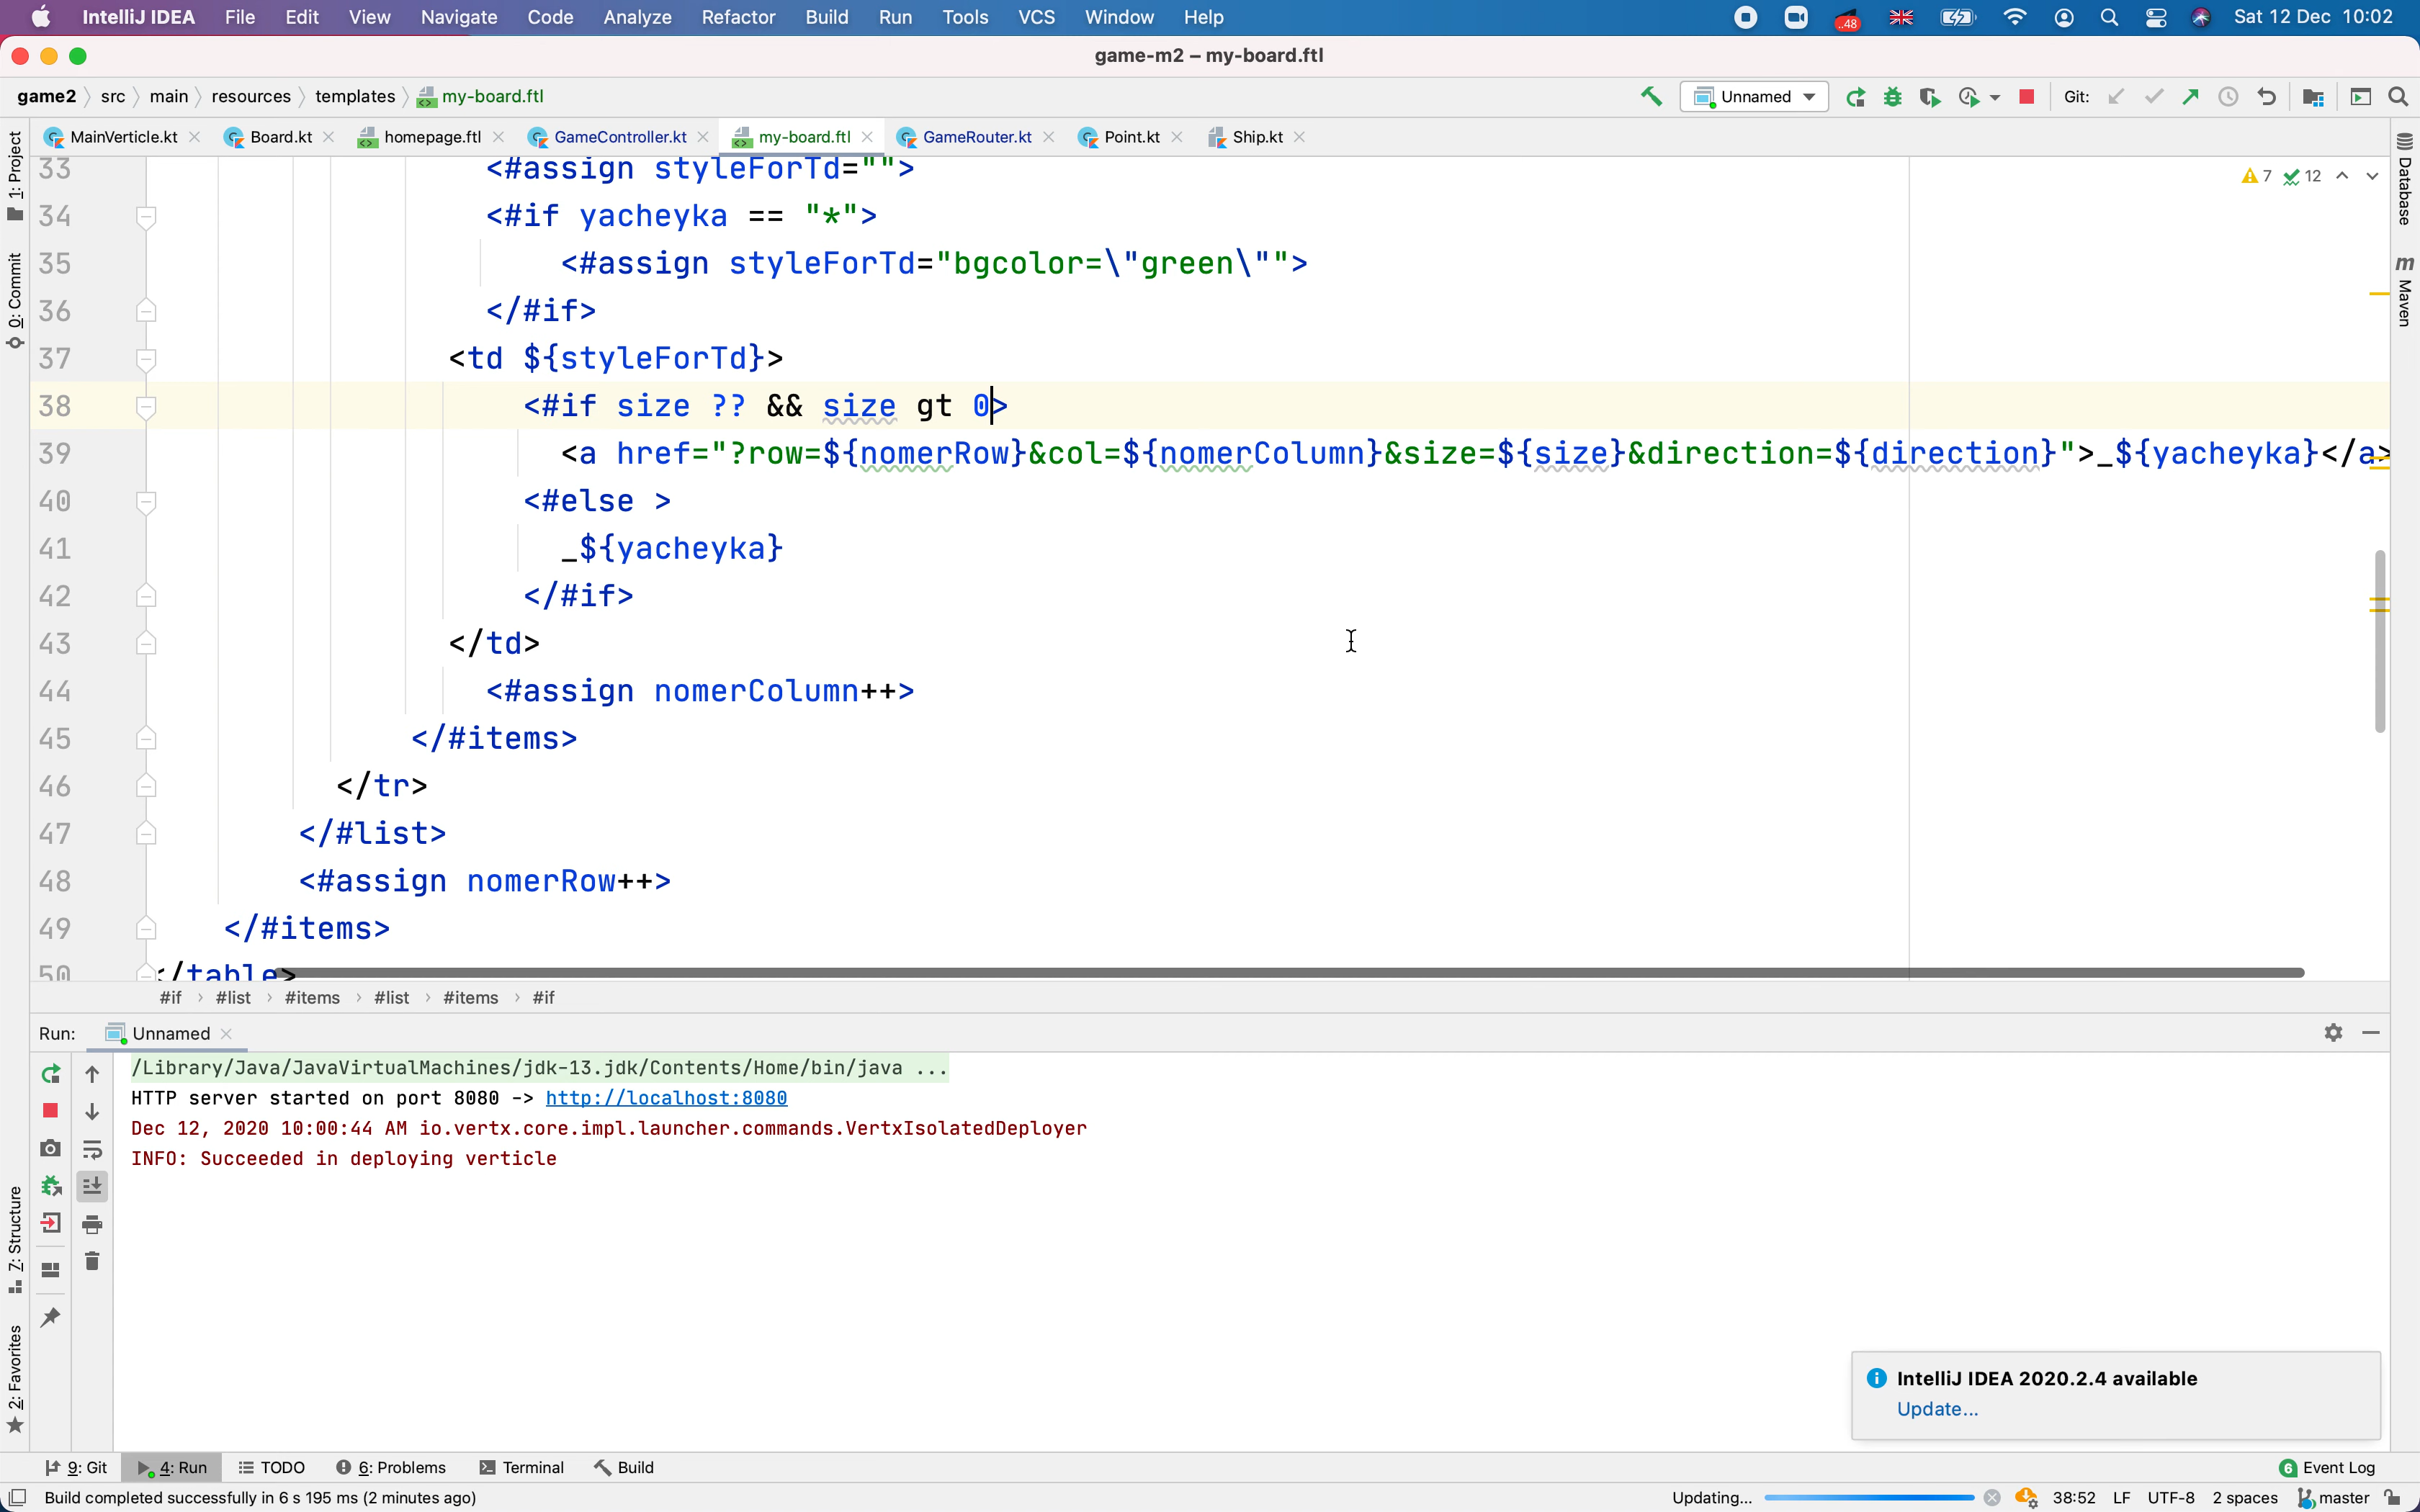 IntelliJ IDEA File Edit View Navigate Code Analyze Refactor Build Run Tools VCS Window Help ..48 Sat 12 Dec 10:02
game-m2 – my-board.ftl
game2 src main resources templates my-board.ftl Unnamed Git:
MainVerticle.kt Board.kt homepage.ftl GameController.kt my-board.ftl GameRouter.kt Point.kt Ship.kt
1: Project
0: Commit
7: Structure
2: Favorites
Database
m Maven
7 12
33 <#assign styleForTd="">
34 <#if yacheyka == "*">
35 <#assign styleForTd="bgcolor=\"green\"">
36 </#if>
37 <td ${styleForTd}>
38 <#if size ?? && size gt 0>
39 <a href="?row=${nomerRow}&col=${nomerColumn}&size=${size}&direction=${direction}">_${yacheyka}</a>
40 <#else >
41 _${yacheyka}
42 </#if>
43 </td>
44 <#assign nomerColumn++>
45 </#items>
46 </tr>
47 </#list>
48 <#assign nomerRow++>
49 </#items>
50 </table>
#if #list #items #list #items #if
Run: Unnamed
/Library/Java/JavaVirtualMachines/jdk-13.jdk/Contents/Home/bin/java ...
HTTP server started on port 8080 -> http://localhost:8080
Dec 12, 2020 10:00:44 AM io.vertx.core.impl.launcher.commands.VertxIsolatedDeployer
INFO: Succeeded in deploying verticle
IntelliJ IDEA 2020.2.4 available
Update...
9: Git 4: Run TODO 6: Problems Terminal Build 6 Event Log
Build completed successfully in 6 s 195 ms (2 minutes ago) Updating... 38:52 LF UTF-8 2 spaces master